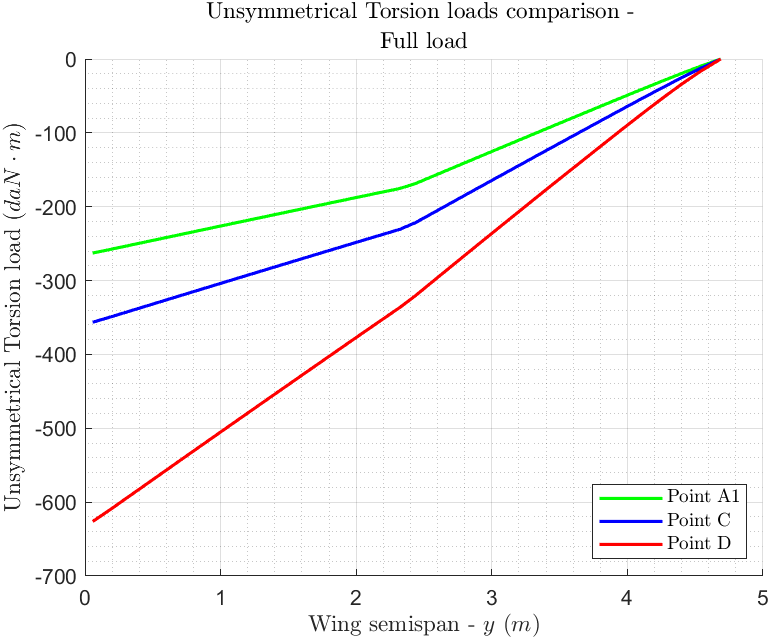 Unsymmetrical Torsion loads comparison -
Full load
Unsymmetrical Torsion load (daN · m)
0
-100
-200
-300
-400
-500
-600
-700
0 1 2 3 4 5
Wing semispan - y (m)
Point A1
Point C
Point D